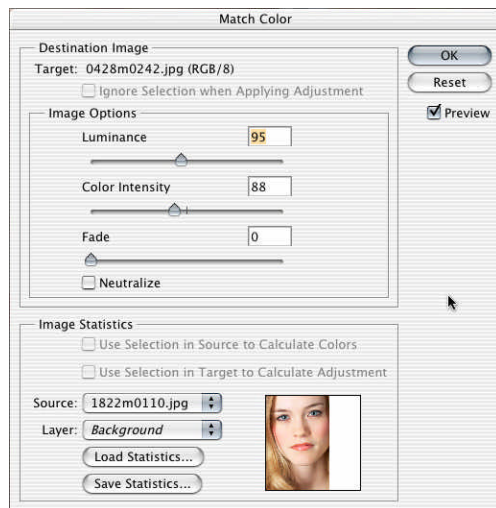 Match Color
Destination Image
Target: 0428m0242.jpg (RGB/8)
Ignore Selection when Applying Adjustment
Image Options
Luminance 95
Color Intensity 88
Fade 0
Neutralize
OK
Reset
Preview
Image Statistics
Use Selection in Source to Calculate Colors
Use Selection in Target to Calculate Adjustment
Source: 1822m0110.jpg
Layer: Background
Load Statistics...
Save Statistics...